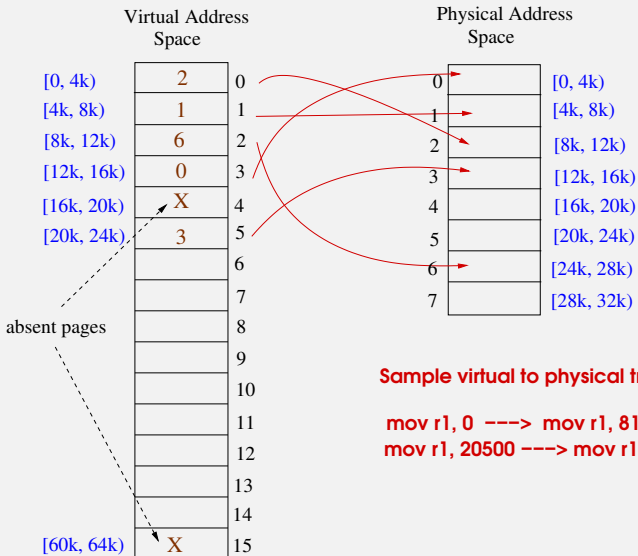 Virtual Address
Space
Physical Address
Space
[0, 4k) 2 0
[4k, 8k) 1 1
[8k, 12k) 6 2
[12k, 16k) 0 3
[16k, 20k) X 4
[20k, 24k) 3 5
6
7
absent pages
8
9
10
11
12
13
14
[60k, 64k) X 15
0 [0, 4k)
1 [4k, 8k)
2 [8k, 12k)
3 [12k, 16k)
4 [16k, 20k)
5 [20k, 24k)
6 [24k, 28k)
7 [28k, 32k)
Sample virtual to physical
mov r1, 0 ---> mov r1, 81
mov r1, 20500 ---> mov r1